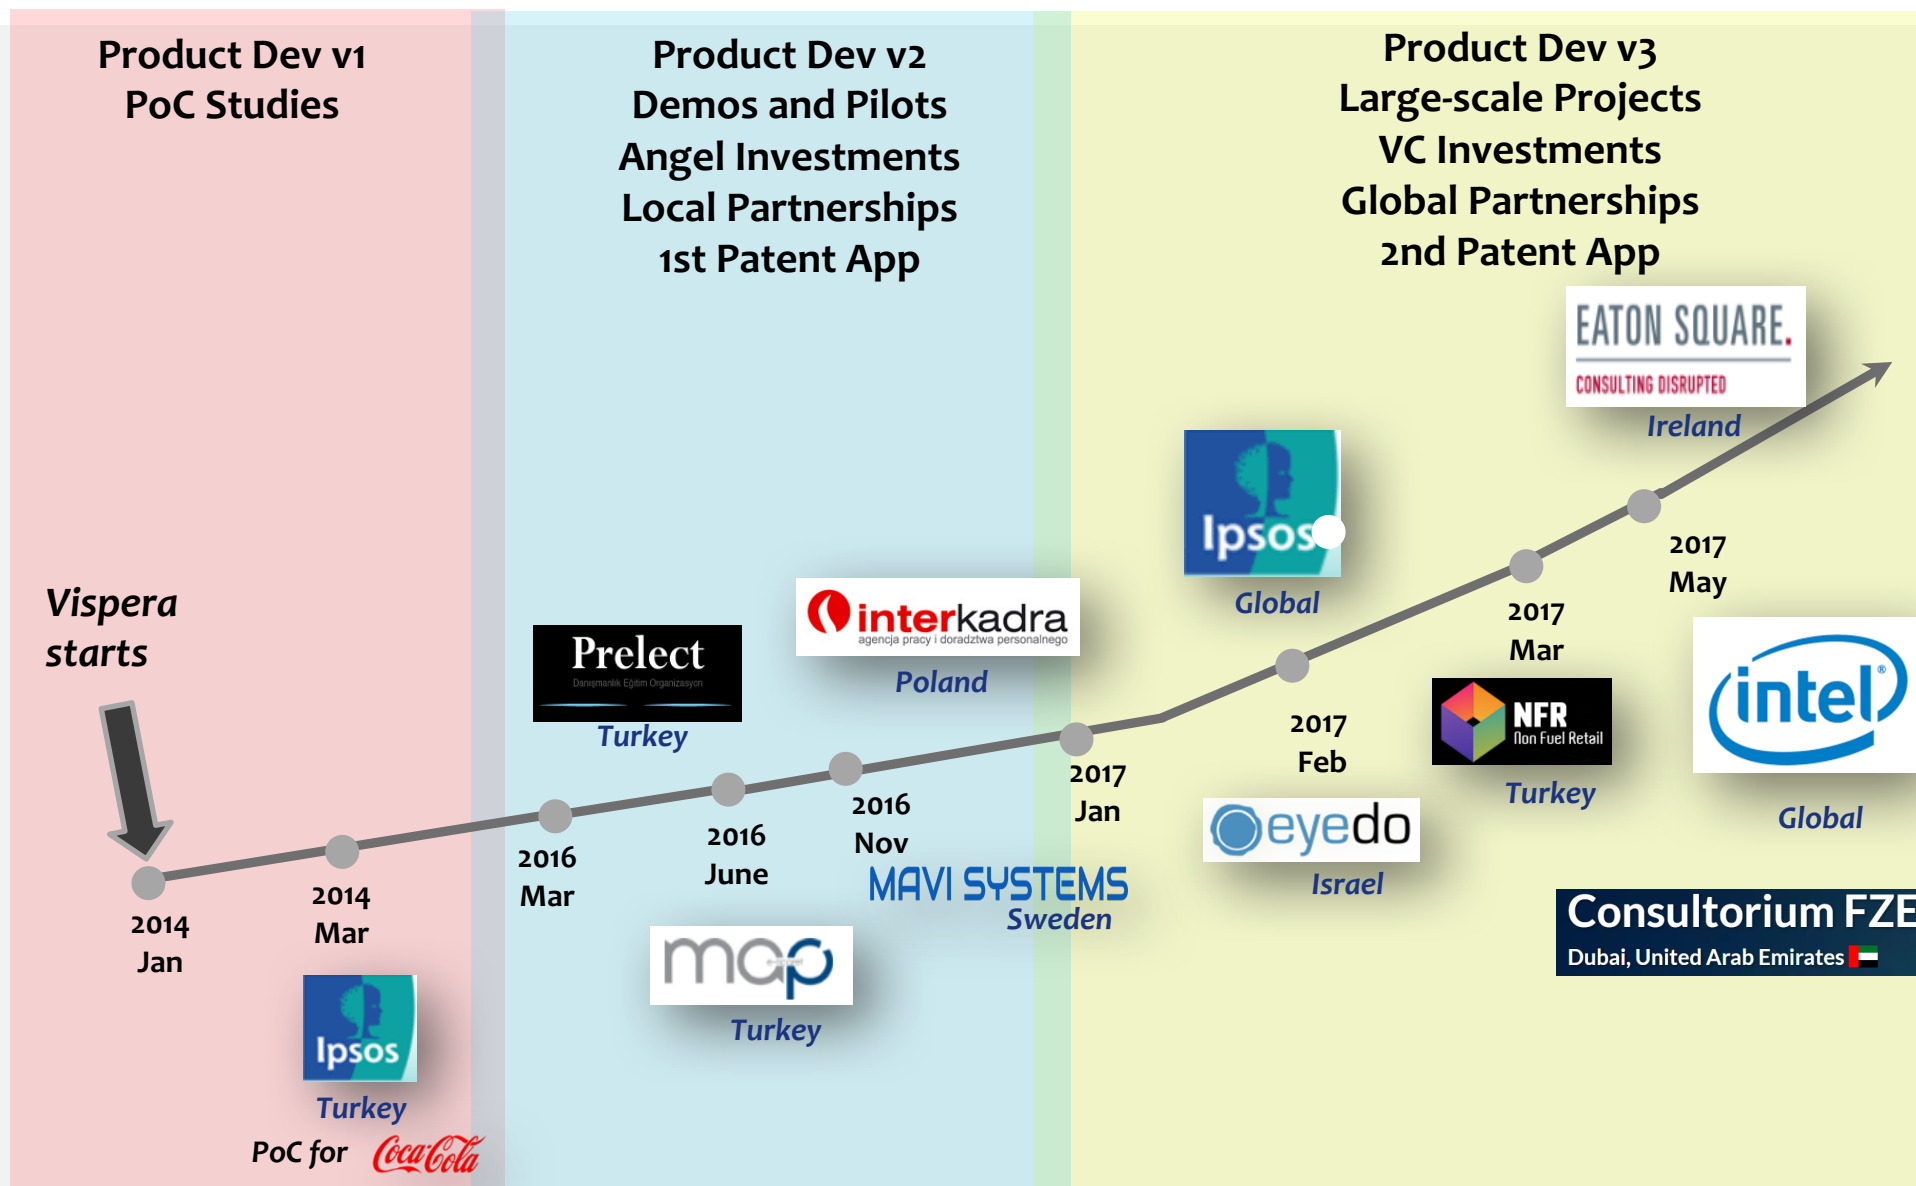 Product Dev v1
PoC Studies
Product Dev v2
Demos and Pilots
Angel Investments
Local Partnerships
1st Patent App
Product Dev v3
Large-scale Projects
VC Investments
Global Partnerships
2nd Patent App
Vispera
starts
2014
Jan
2014
Mar
Ipsos
Turkey
PoC for Coca-Cola
Prelect
Danışmanlık Eğitim Organizasyon
Turkey
2016
Mar
2016
June
map
Turkey
interkadra
agencja pracy i doradztwa personalnego
Poland
2016
Nov
MAVI SYSTEMS
Sweden
2017
Jan
Ipsos
Global
2017
Feb
eyedo
Israel
2017
Mar
NFR
Non Fuel Retail
Turkey
EATON SQUARE.
CONSULTING DISRUPTED
Ireland
2017
May
intel®
Global
Consultorium FZE
Dubai, United Arab Emirates